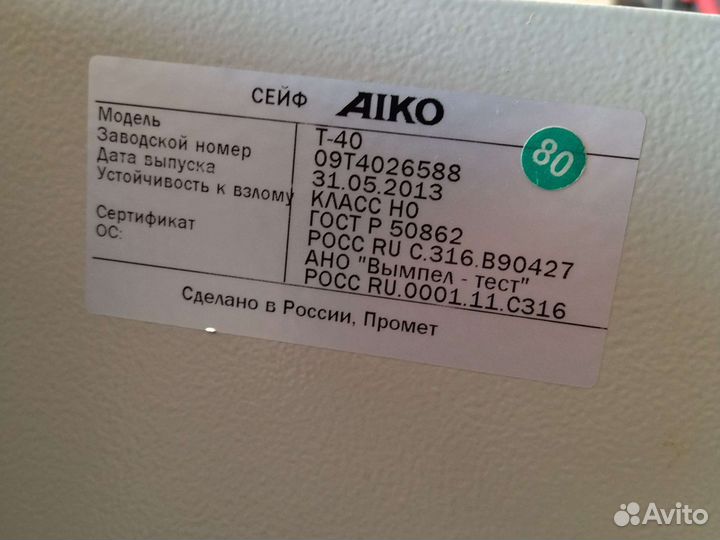 СЕЙФ AIKO
80
Модель Т-40
Заводской номер 09Т4026588
Дата выпуска 31.05.2013
Устойчивость к взлому КЛАСС Н0
ГОСТ Р 50862
Сертификат РОСС RU С.316.В90427
ОС: АНО "Вымпел - тест"
РОСС RU.0001.11.С316
Сделано в России, Промет
Avito